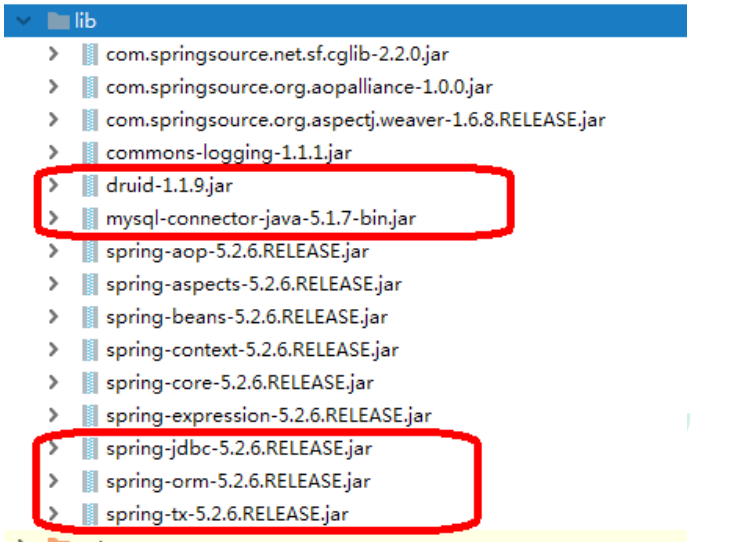 lib
com.springsource.net.sf.cglib-2.2.0.jar
com.springsource.org.aopalliance-1.0.0.jar
com.springsource.org.aspectj.weaver-1.6.8.RELEASE.jar
commons-logging-1.1.1.jar
druid-1.1.9.jar
mysql-connector-java-5.1.7-bin.jar
spring-aop-5.2.6.RELEASE.jar
spring-aspects-5.2.6.RELEASE.jar
spring-beans-5.2.6.RELEASE.jar
spring-context-5.2.6.RELEASE.jar
spring-core-5.2.6.RELEASE.jar
spring-expression-5.2.6.RELEASE.jar
spring-jdbc-5.2.6.RELEASE.jar
spring-orm-5.2.6.RELEASE.jar
spring-tx-5.2.6.RELEASE.jar